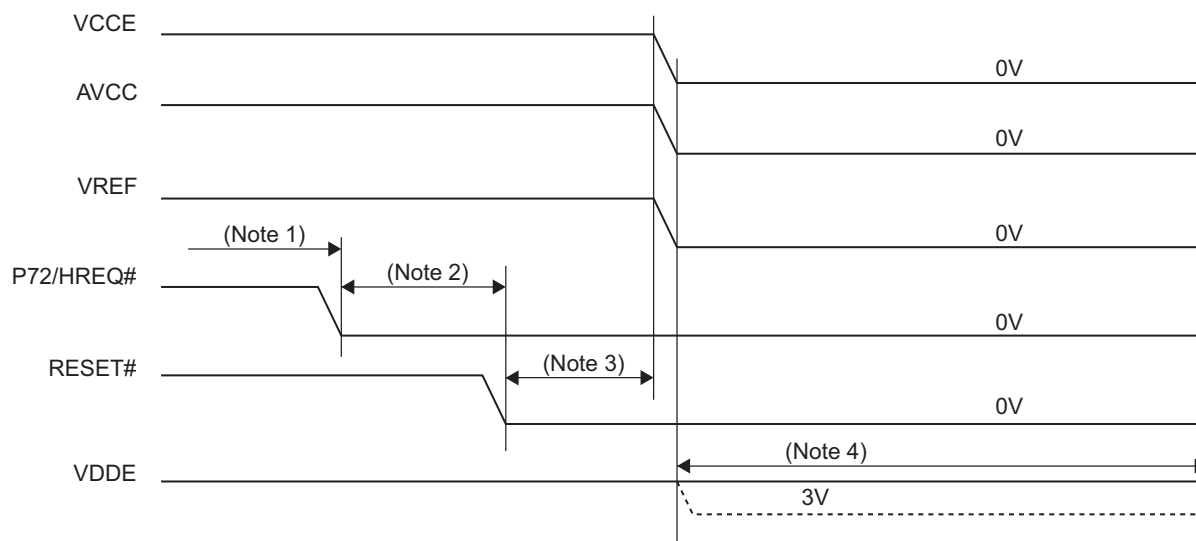 VCCE
0V
AVCC
0V
VREF
(Note 1)
0V
P72/HREQ#
(Note 2)
0V
RESET#
(Note 3)
0V
(Note 4)
VDDE
3V